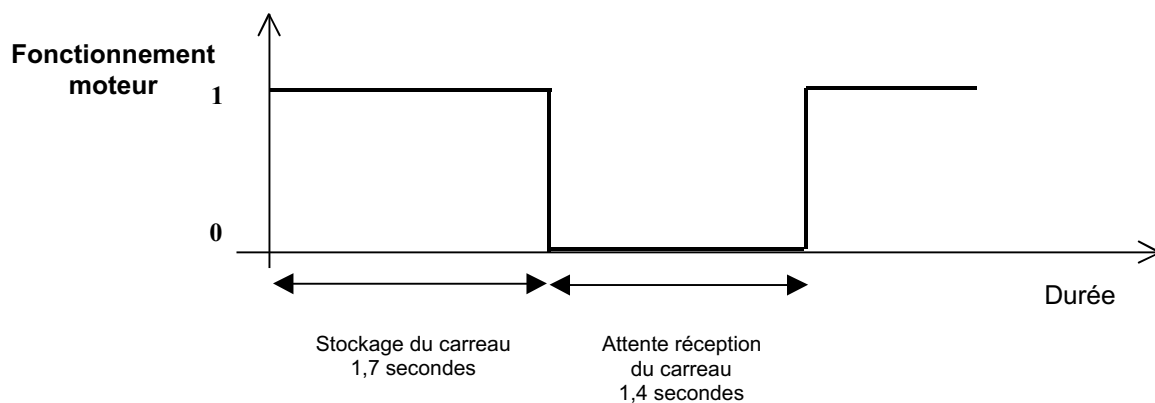 Fonctionnement
moteur
1
0
Durée
Stockage du carreau
1,7 secondes
Attente réception
du carreau
1,4 secondes